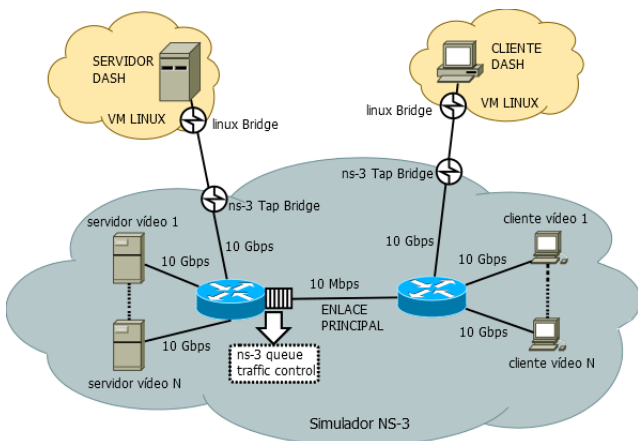 SERVIDOR
DASH
VM LINUX
linux Bridge
CLIENTE
DASH
VM LINUX
linux Bridge
ns-3 Tap Bridge
ns-3 Tap Bridge
servidor vídeo 1
10 Gbps
10 Gbps
10 Gbps
servidor vídeo N
10 Mbps
ENLACE
PRINCIPAL
ns-3 queue
traffic control
10 Gbps
10 Gbps
10 Gbps
cliente vídeo 1
cliente vídeo N
Simulador NS-3